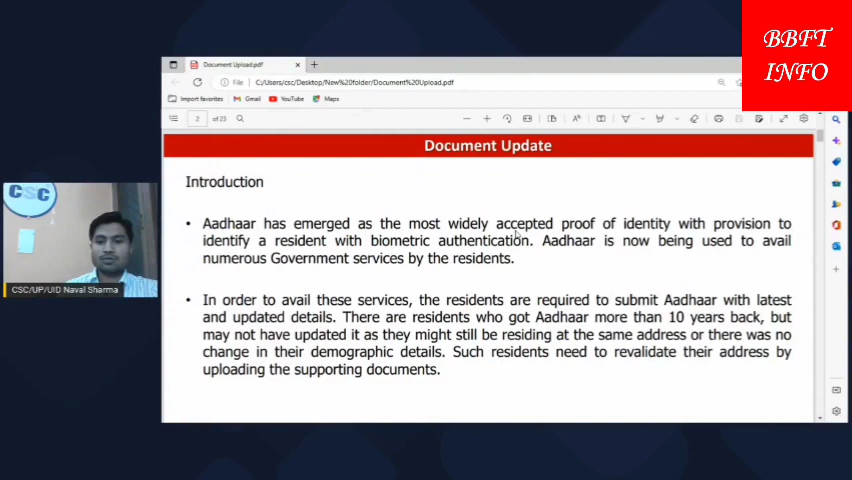 BBFT
INFO
Document Upload.pdf
File
C:/Users/csc/Desktop/New%20folder/Document%20Upload.pdf
Import favorites
Gmail
YouTube
Maps
2
of 23
Document Update
Introduction
• Aadhaar has emerged as the most widely accepted proof of identity with provision to
identify a resident with biometric authentication. Aadhaar is now being used to avail
numerous Government services by the residents.
• In order to avail these services, the residents are required to submit Aadhaar with latest
and updated details. There are residents who got Aadhaar more than 10 years back, but
may not have updated it as they might still be residing at the same address or there was no
change in their demographic details. Such residents need to revalidate their address by
uploading the supporting documents.
CSC
CSC/UP/UID Naval Sharma